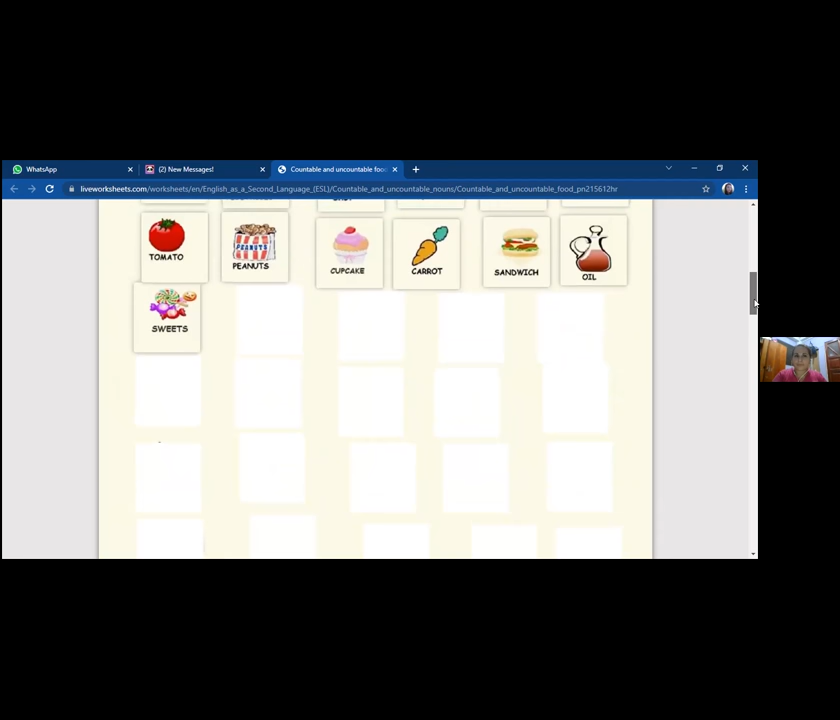 WhatsApp
(2) New Messages!
Countable and uncountable foo
liveworksheets.com/worksheets/en/English_as_a_Second_Language_(ESL)/Countable_and_uncountable_nouns/Countable_and_uncountable_food_pn215612hr
TOMATO
PEANUTS
PEANUTS
CUPCAKE
CARROT
SANDWICH
OIL
SWEETS